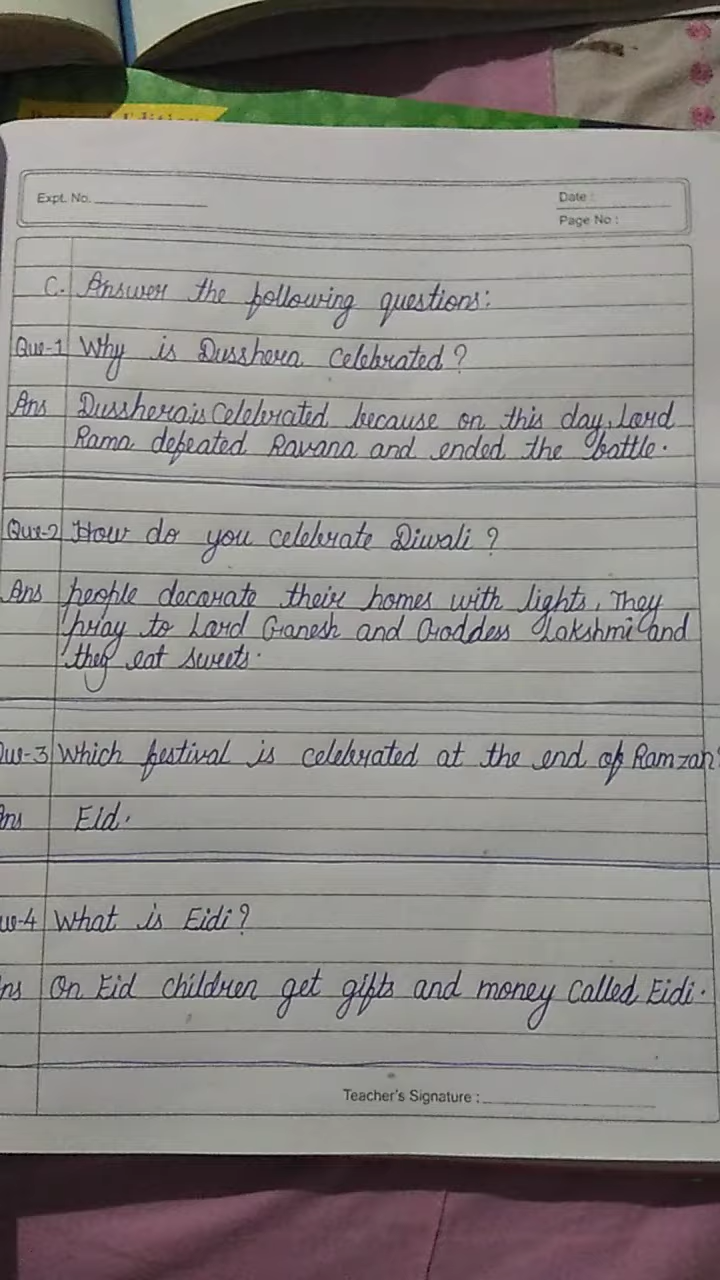 Expt. No.
Date :
Page No :
C. Answer the following questions:
Que-1 Why is Dusshera celebrated?
Ans Dussherais celebrated because on this day, Lord
Rama defeated Ravana and ended the battle.
Que-2 How do you celebrate Diwali ?
Ans people decorate their homes with lights. They
pray to Lord Ganesh and Goddess Lakshmi and
they eat sweets.
Que-3 Which festival is celebrated at the end of Ramzan?
Ans Eid.
Que-4 What is Eidi?
Ans On Eid children get gifts and money called Eidi.
Teacher's Signature :